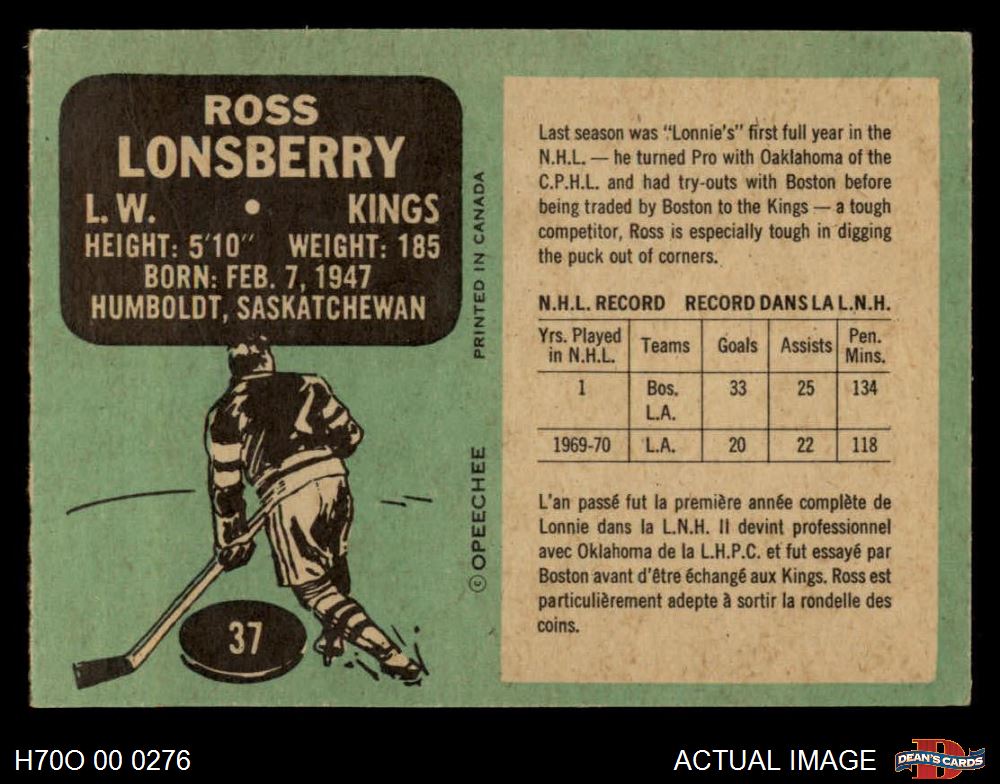 ROSS
LONSBERRY
L. W. • KINGS
HEIGHT: 5'10" WEIGHT: 185
BORN: FEB. 7, 1947
HUMBOLDT, SASKATCHEWAN
37
PRINTED IN CANADA
© OPEECHEE
Last season was "Lonnie's" first full year in the
N.H.L. — he turned Pro with Oaklahoma of the
C.P.H.L. and had try-outs with Boston before
being traded by Boston to the Kings — a tough
competitor, Ross is especially tough in digging
the puck out of corners.
N.H.L. RECORD RECORD DANS LA L.N.H.
Yrs. Played in N.H.L. Teams Goals Assists Pen. Mins.
1 Bos. L.A. 33 25 134
1969-70 L.A. 20 22 118
L'an passé fut la première année complète de
Lonnie dans la L.N.H. Il devint professionnel
avec Oklahoma de la L.H.P.C. et fut essayé par
Boston avant d'être échangé aux Kings. Ross est
particulièrement adepte à sortir la rondelle des
coins.
H70O 00 0276
ACTUAL IMAGE
DEAN'S CARDS